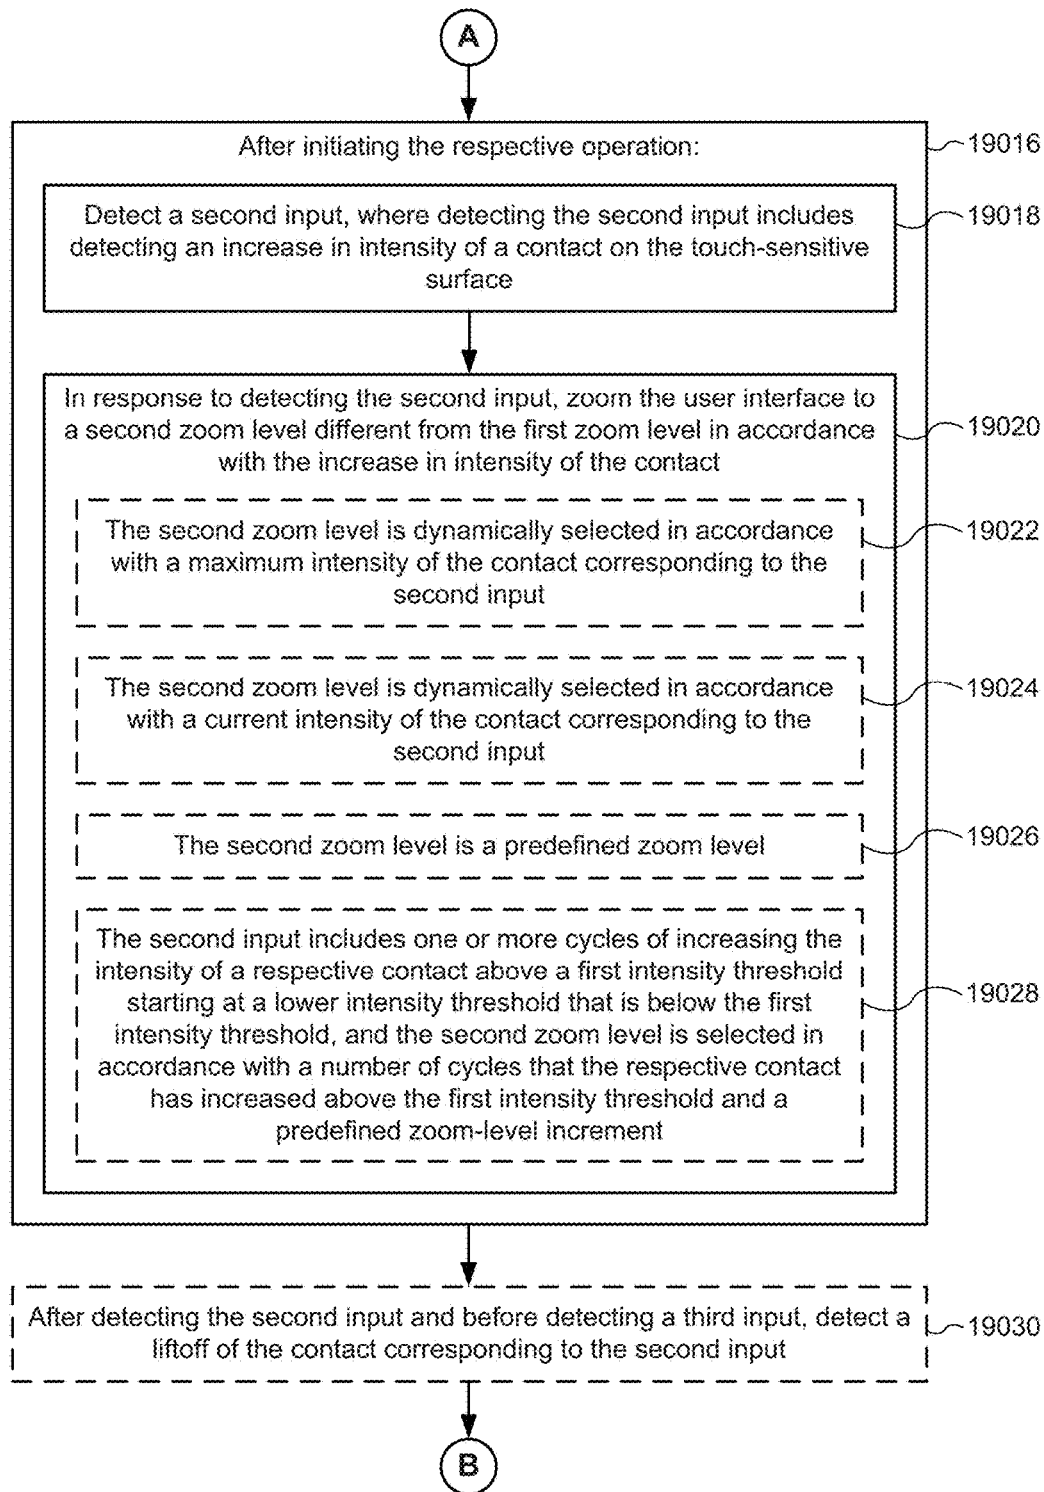 A
After initiating the respective operation:
19016
Detect a second input, where detecting the second input includes
detecting an increase in intensity of a contact on the touch-sensitive
surface
19018
In response to detecting the second input, zoom the user interface to
a second zoom level different from the first zoom level in accordance
with the increase in intensity of the contact
19020
The second zoom level is dynamically selected in accordance
with a maximum intensity of the contact corresponding to the
second input
19022
The second zoom level is dynamically selected in accordance
with a current intensity of the contact corresponding to the
second input
19024
The second zoom level is a predefined zoom level
19026
The second input includes one or more cycles of increasing the
intensity of a respective contact above a first intensity threshold
starting at a lower intensity threshold that is below the first
intensity threshold, and the second zoom level is selected in
accordance with a number of cycles that the respective contact
has increased above the first intensity threshold and a
predefined zoom-level increment
19028
After detecting the second input and before detecting a third input, detect a
liftoff of the contact corresponding to the second input
19030
B